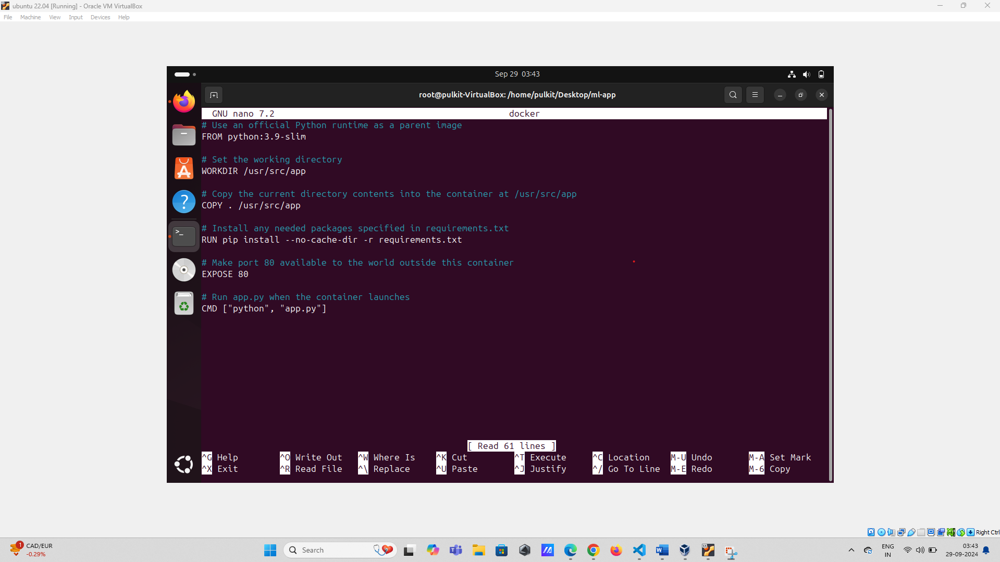 ubuntu 22.04 [Running] - Oracle VM VirtualBox
File Machine View Input Devices Help
Sep 29 03:43
root@pulkit-VirtualBox: /home/pulkit/Desktop/ml-app
GNU nano 7.2 docker
# Use an official Python runtime as a parent image
FROM python:3.9-slim
# Set the working directory
WORKDIR /usr/src/app
# Copy the current directory contents into the container at /usr/src/app
COPY . /usr/src/app
# Install any needed packages specified in requirements.txt
RUN pip install --no-cache-dir -r requirements.txt
# Make port 80 available to the world outside this container
EXPOSE 80
# Run app.py when the container launches
CMD ["python", "app.py"]
[ Read 61 lines ]
^G Help ^O Write Out ^W Where Is ^K Cut ^T Execute ^C Location M-U Undo M-A Set Mark
^X Exit ^R Read File ^\ Replace ^U Paste ^J Justify ^/ Go To Line M-E Redo M-6 Copy
Right Ctrl
1 CAD/EUR
-0.29%
Search
ENG
IN
03:43
29-09-2024